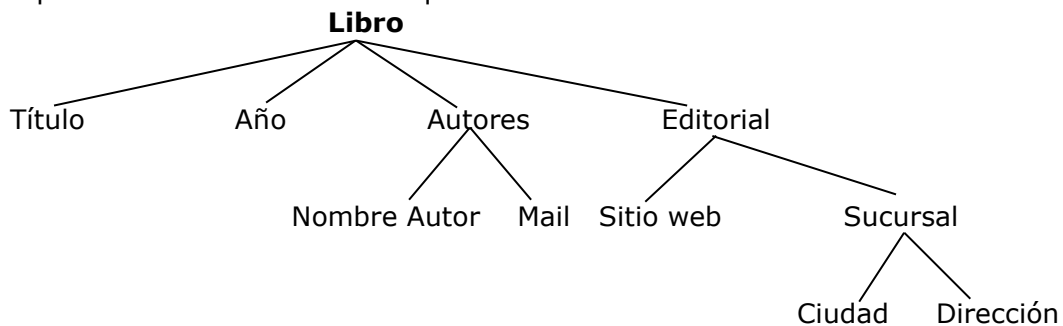 Libro
Título Año Autores Editorial
Nombre Autor Mail Sitio web Sucursal
Ciudad Dirección